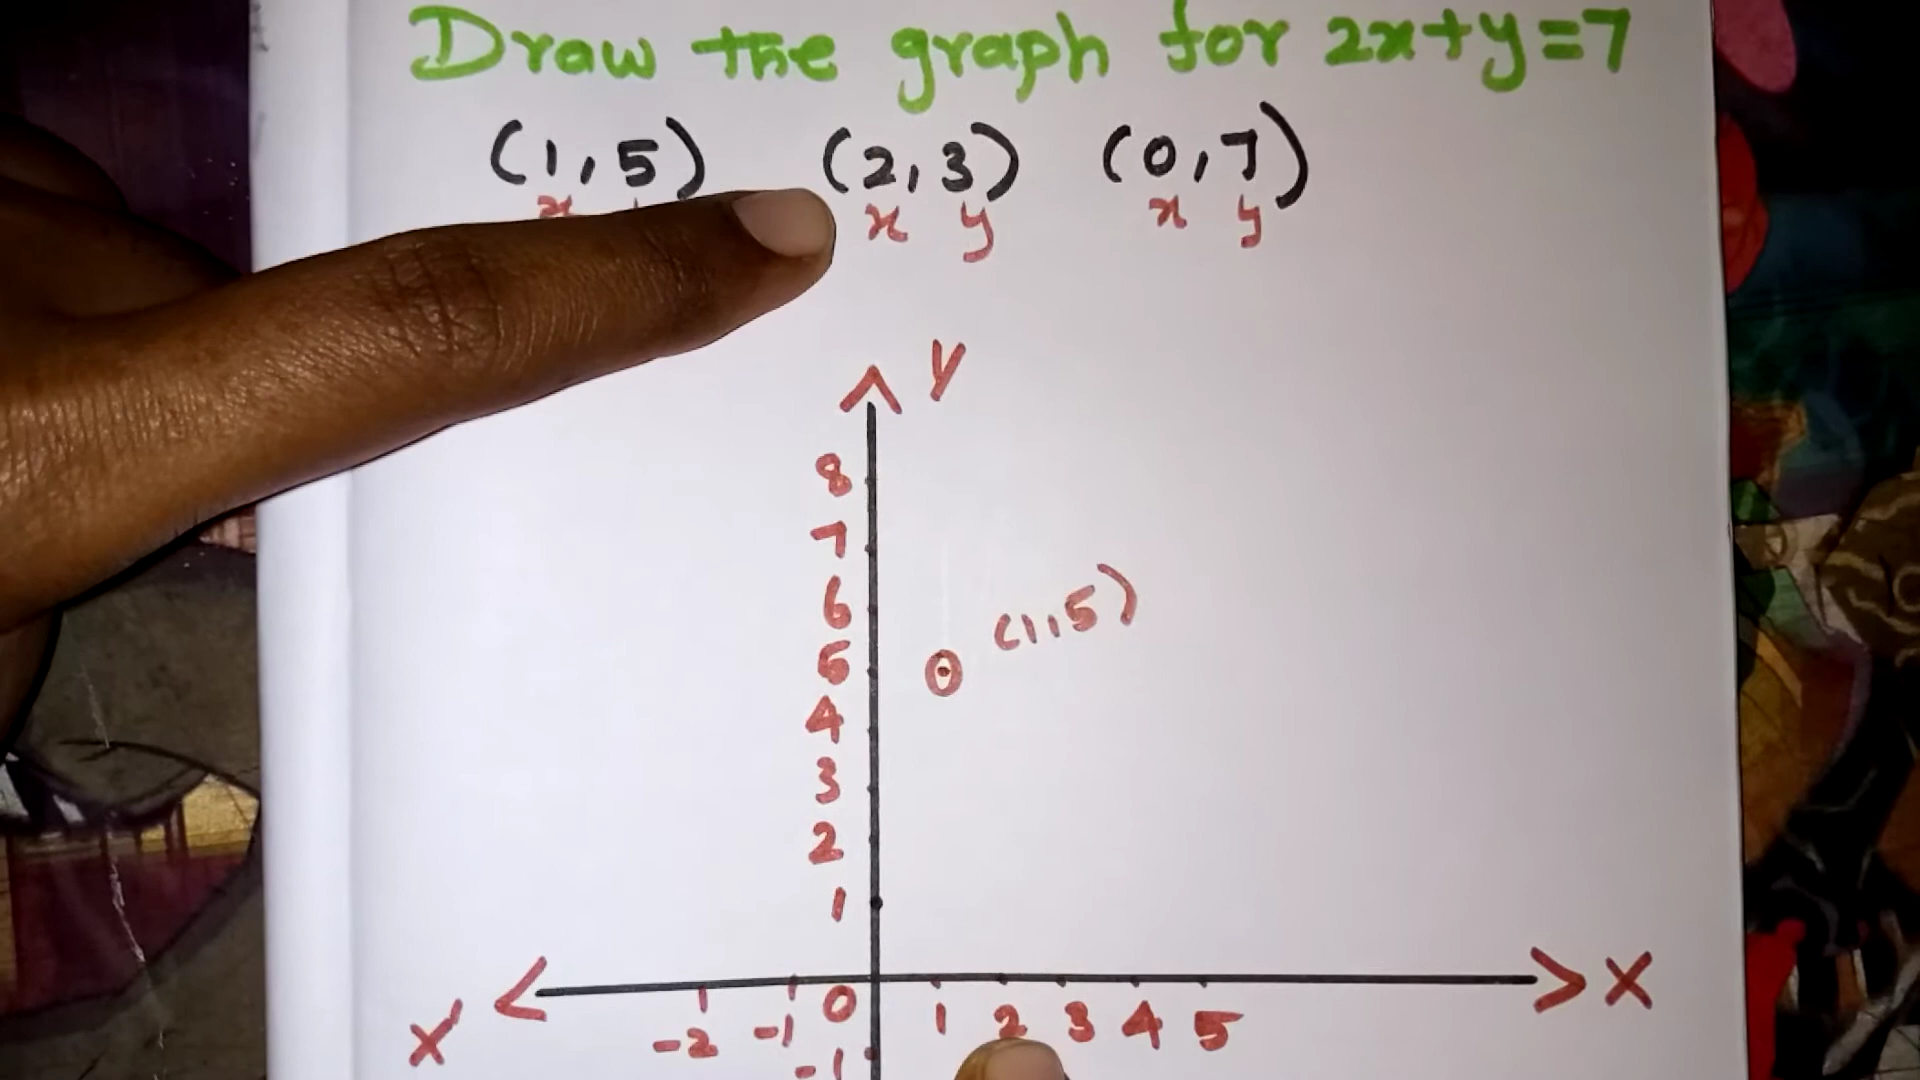 Draw the graph for 2x+y=7
(1,5) (2,3) (0,7)
x x y x y
Y
8
7
6
(1,5)
5
4
3
2
1
X
0
X'
-2 -1 1 2 3 4 5
-1